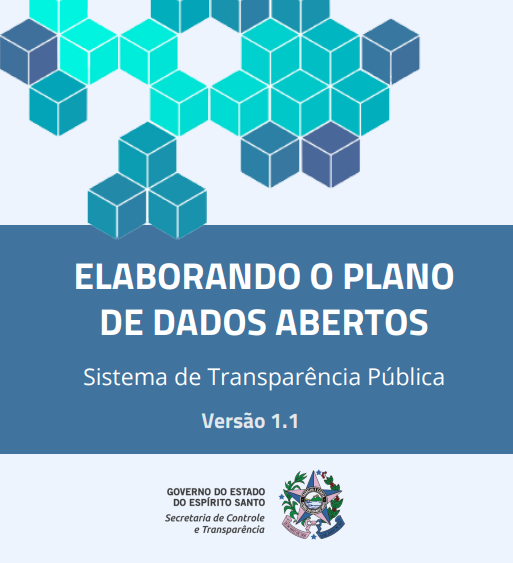 ELABORANDO O PLANO
DE DADOS ABERTOS
Sistema de Transparência Pública
Versão 1.1
GOVERNO DO ESTADO
DO ESPÍRITO SANTO
Secretaria de Controle
e Transparência